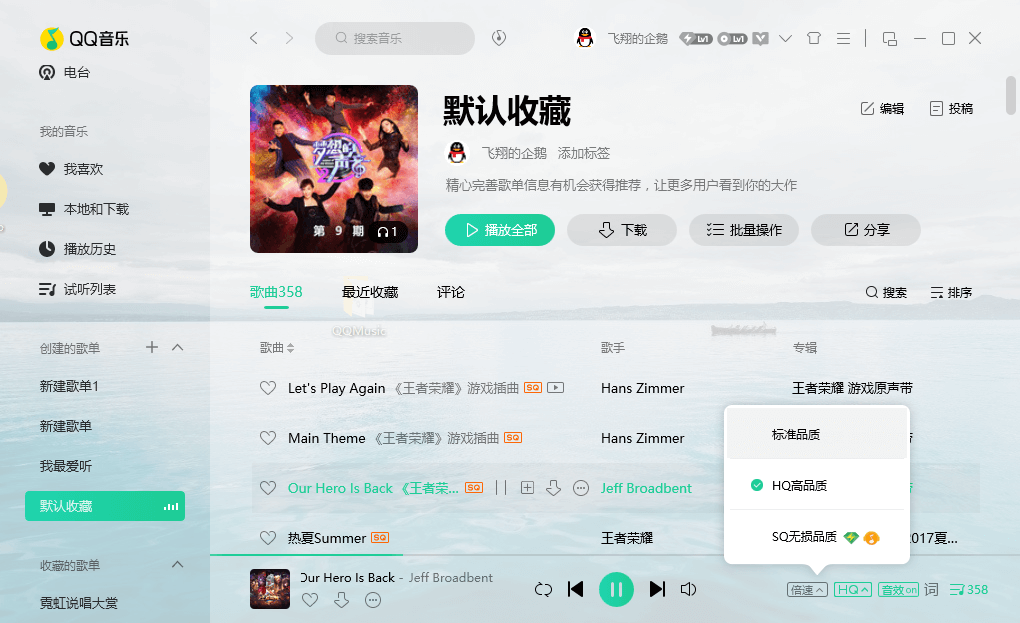 QQ音乐
电台
我的音乐
我喜欢
本地和下载
播放历史
试听列表
创建的歌单
新建歌单1
新建歌单
我最爱听
默认收藏
收藏的歌单
霓虹说唱大赏
搜索音乐
飞翔的企鹅 Lv1 Lv1
梦想的声音
第 9 期 1
默认收藏
编辑 投稿
飞翔的企鹅 添加标签
精心完善歌单信息有机会获得推荐，让更多用户看到你的大作
播放全部 下载 批量操作 分享
歌曲358 最近收藏 评论 搜索 排序
QQMusic
歌曲 歌手 专辑
Let's Play Again 《王者荣耀》游戏插曲 SQ Hans Zimmer 王者荣耀 游戏原声带
Main Theme 《王者荣耀》游戏插曲 SQ Hans Zimmer
Our Hero Is Back 《王者荣... SQ Jeff Broadbent
热夏Summer SQ 王者荣耀 2017夏...
标准品质
HQ高品质
SQ无损品质
Our Hero Is Back - Jeff Broadbent
倍速 HQ 音效on 词 358